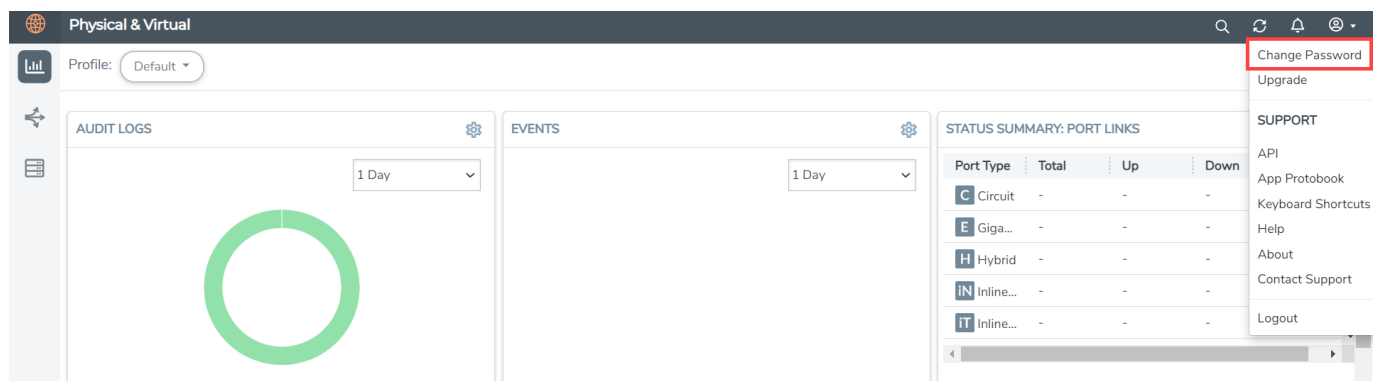 Physical & Virtual
Profile: Default
Change Password
Upgrade
SUPPORT
API
App Protobook
Keyboard Shortcuts
Help
About
Contact Support
Logout
AUDIT LOGS
1 Day
EVENTS
1 Day
STATUS SUMMARY: PORT LINKS
Port Type Total Up Down
C Circuit - - -
E Giga... - - -
H Hybrid - - -
iN Inline... - - -
iT Inline... - - -